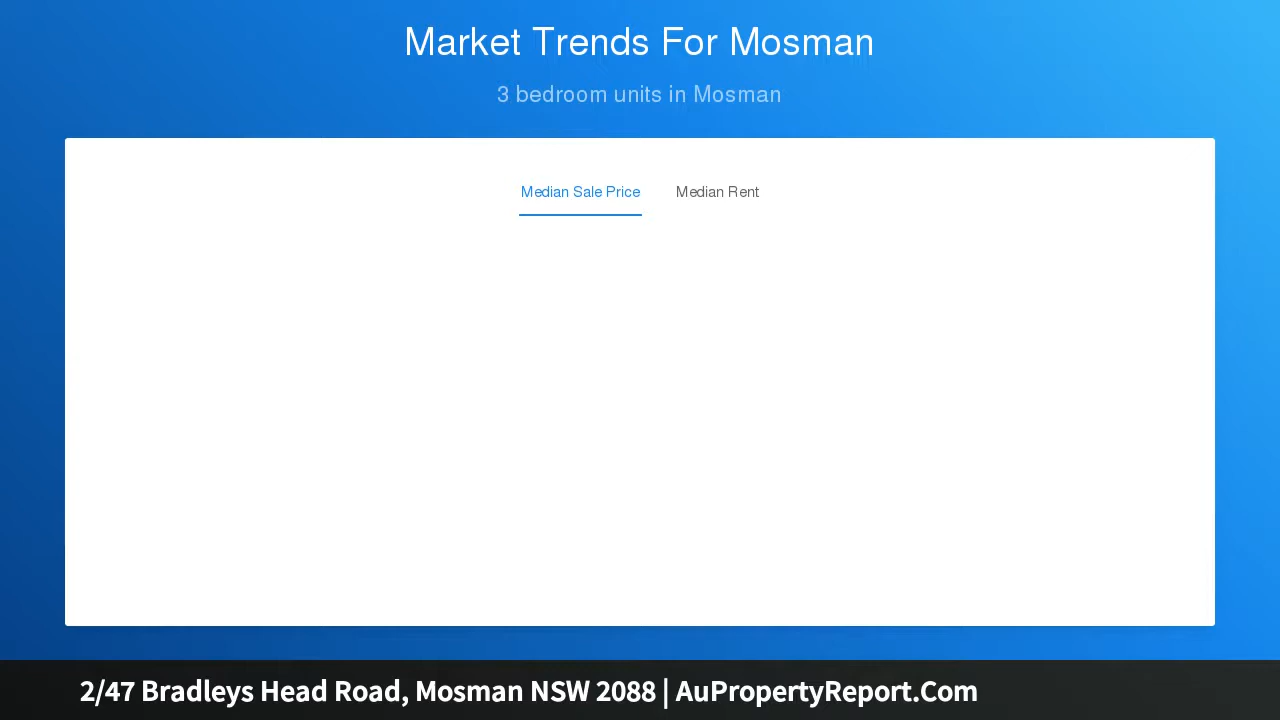 Market Trends For Mosman
3 bedroom units in Mosman
Median Sale Price Median Rent
2/47 Bradleys Head Road, Mosman NSW 2088 | AuPropertyReport.Com